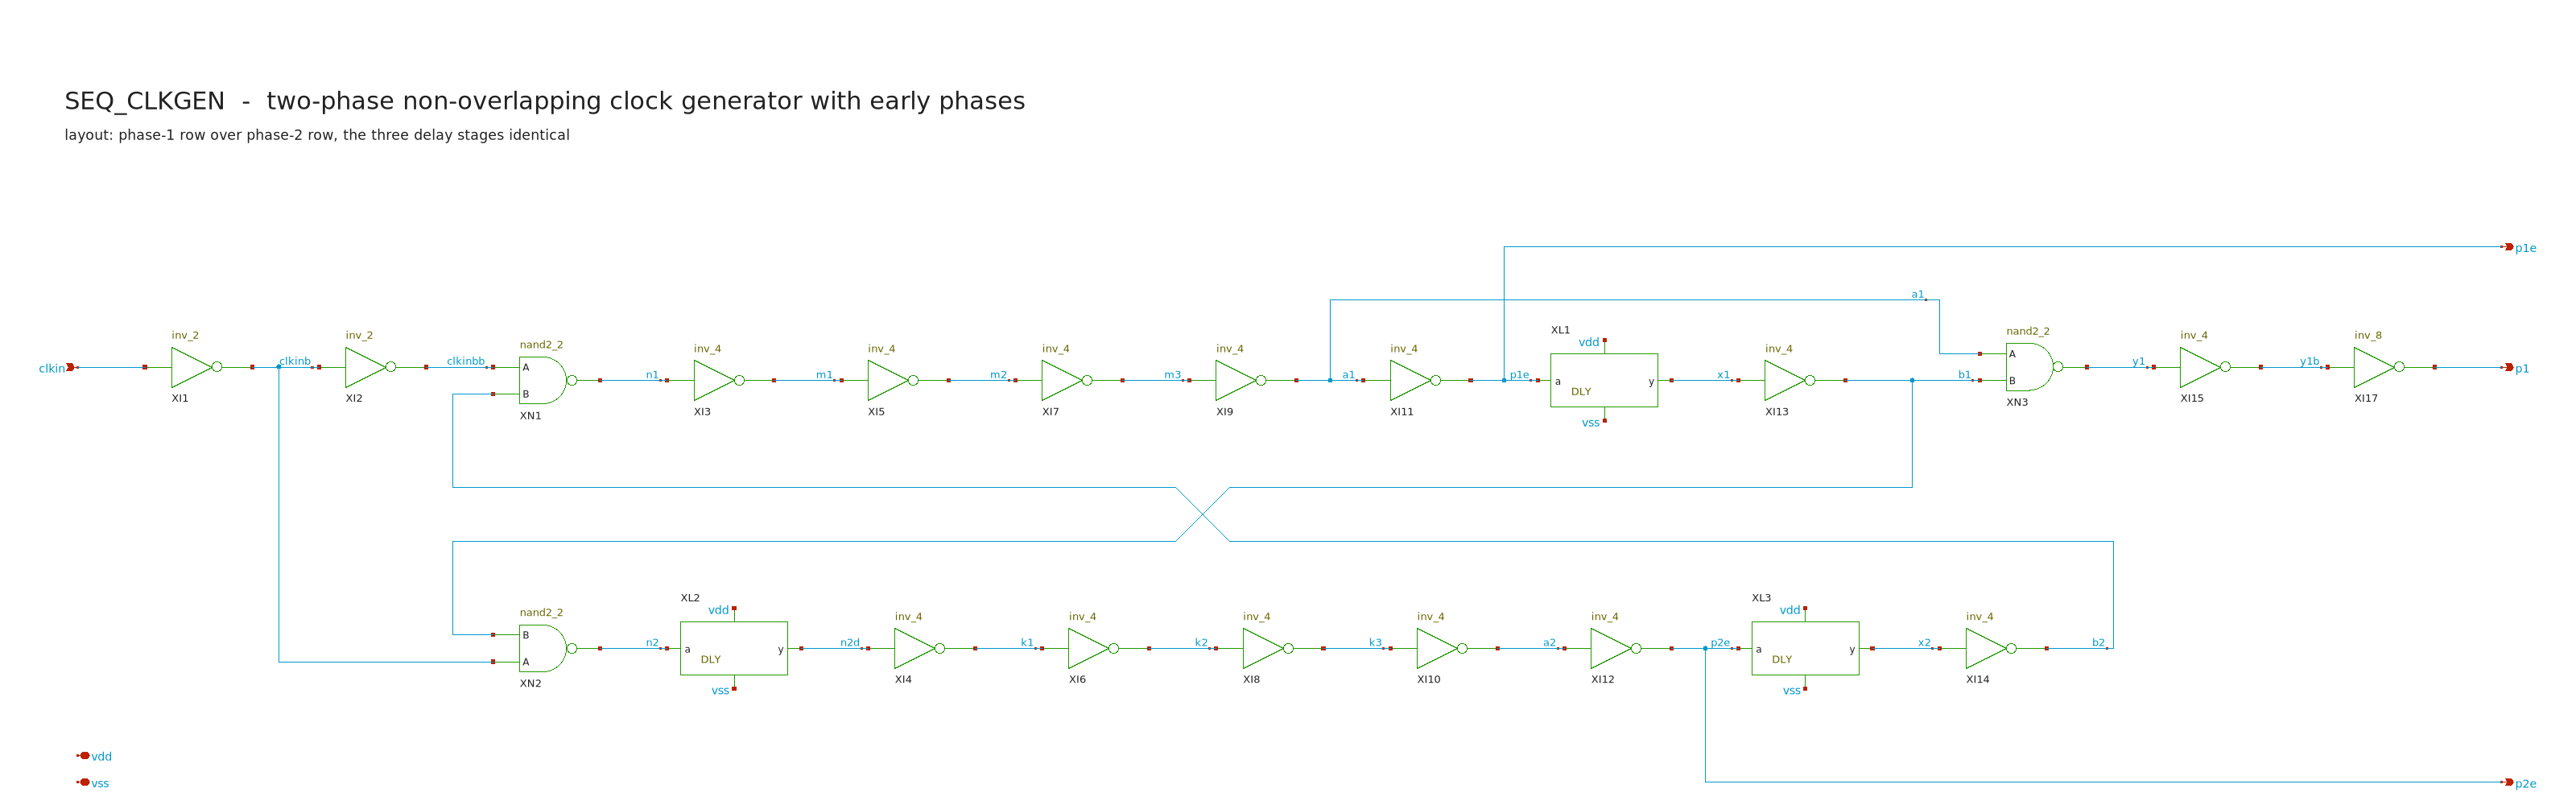 SEQ_CLKGEN - two-phase non-overlapping clock generator with early phases
layout: phase-1 row over phase-2 row, the three delay stages identical
p1e
a1
XL1
vdd
inv_2
inv_2
nand2_2
inv_4
inv_4
inv_4
inv_4
inv_4
inv_4
nand2_2
inv_4
inv_8
clkin
clkinb
clkinbb
A
B
n1
m1
m2
m3
a1
p1e
a
y
DLY
x1
b1
A
B
y1
y1b
p1
XI1
XI2
XN1
XI3
XI5
XI7
XI9
XI11
vss
XI13
XN3
XI15
XI17
XL2
vdd
XL3
vdd
nand2_2
inv_4
inv_4
inv_4
inv_4
inv_4
inv_4
B
A
n2
a
y
DLY
n2d
k1
k2
k3
a2
p2e
a
y
DLY
x2
b2
XN2
vss
XI4
XI6
XI8
XI10
XI12
vss
XI14
vdd
vss
p2e